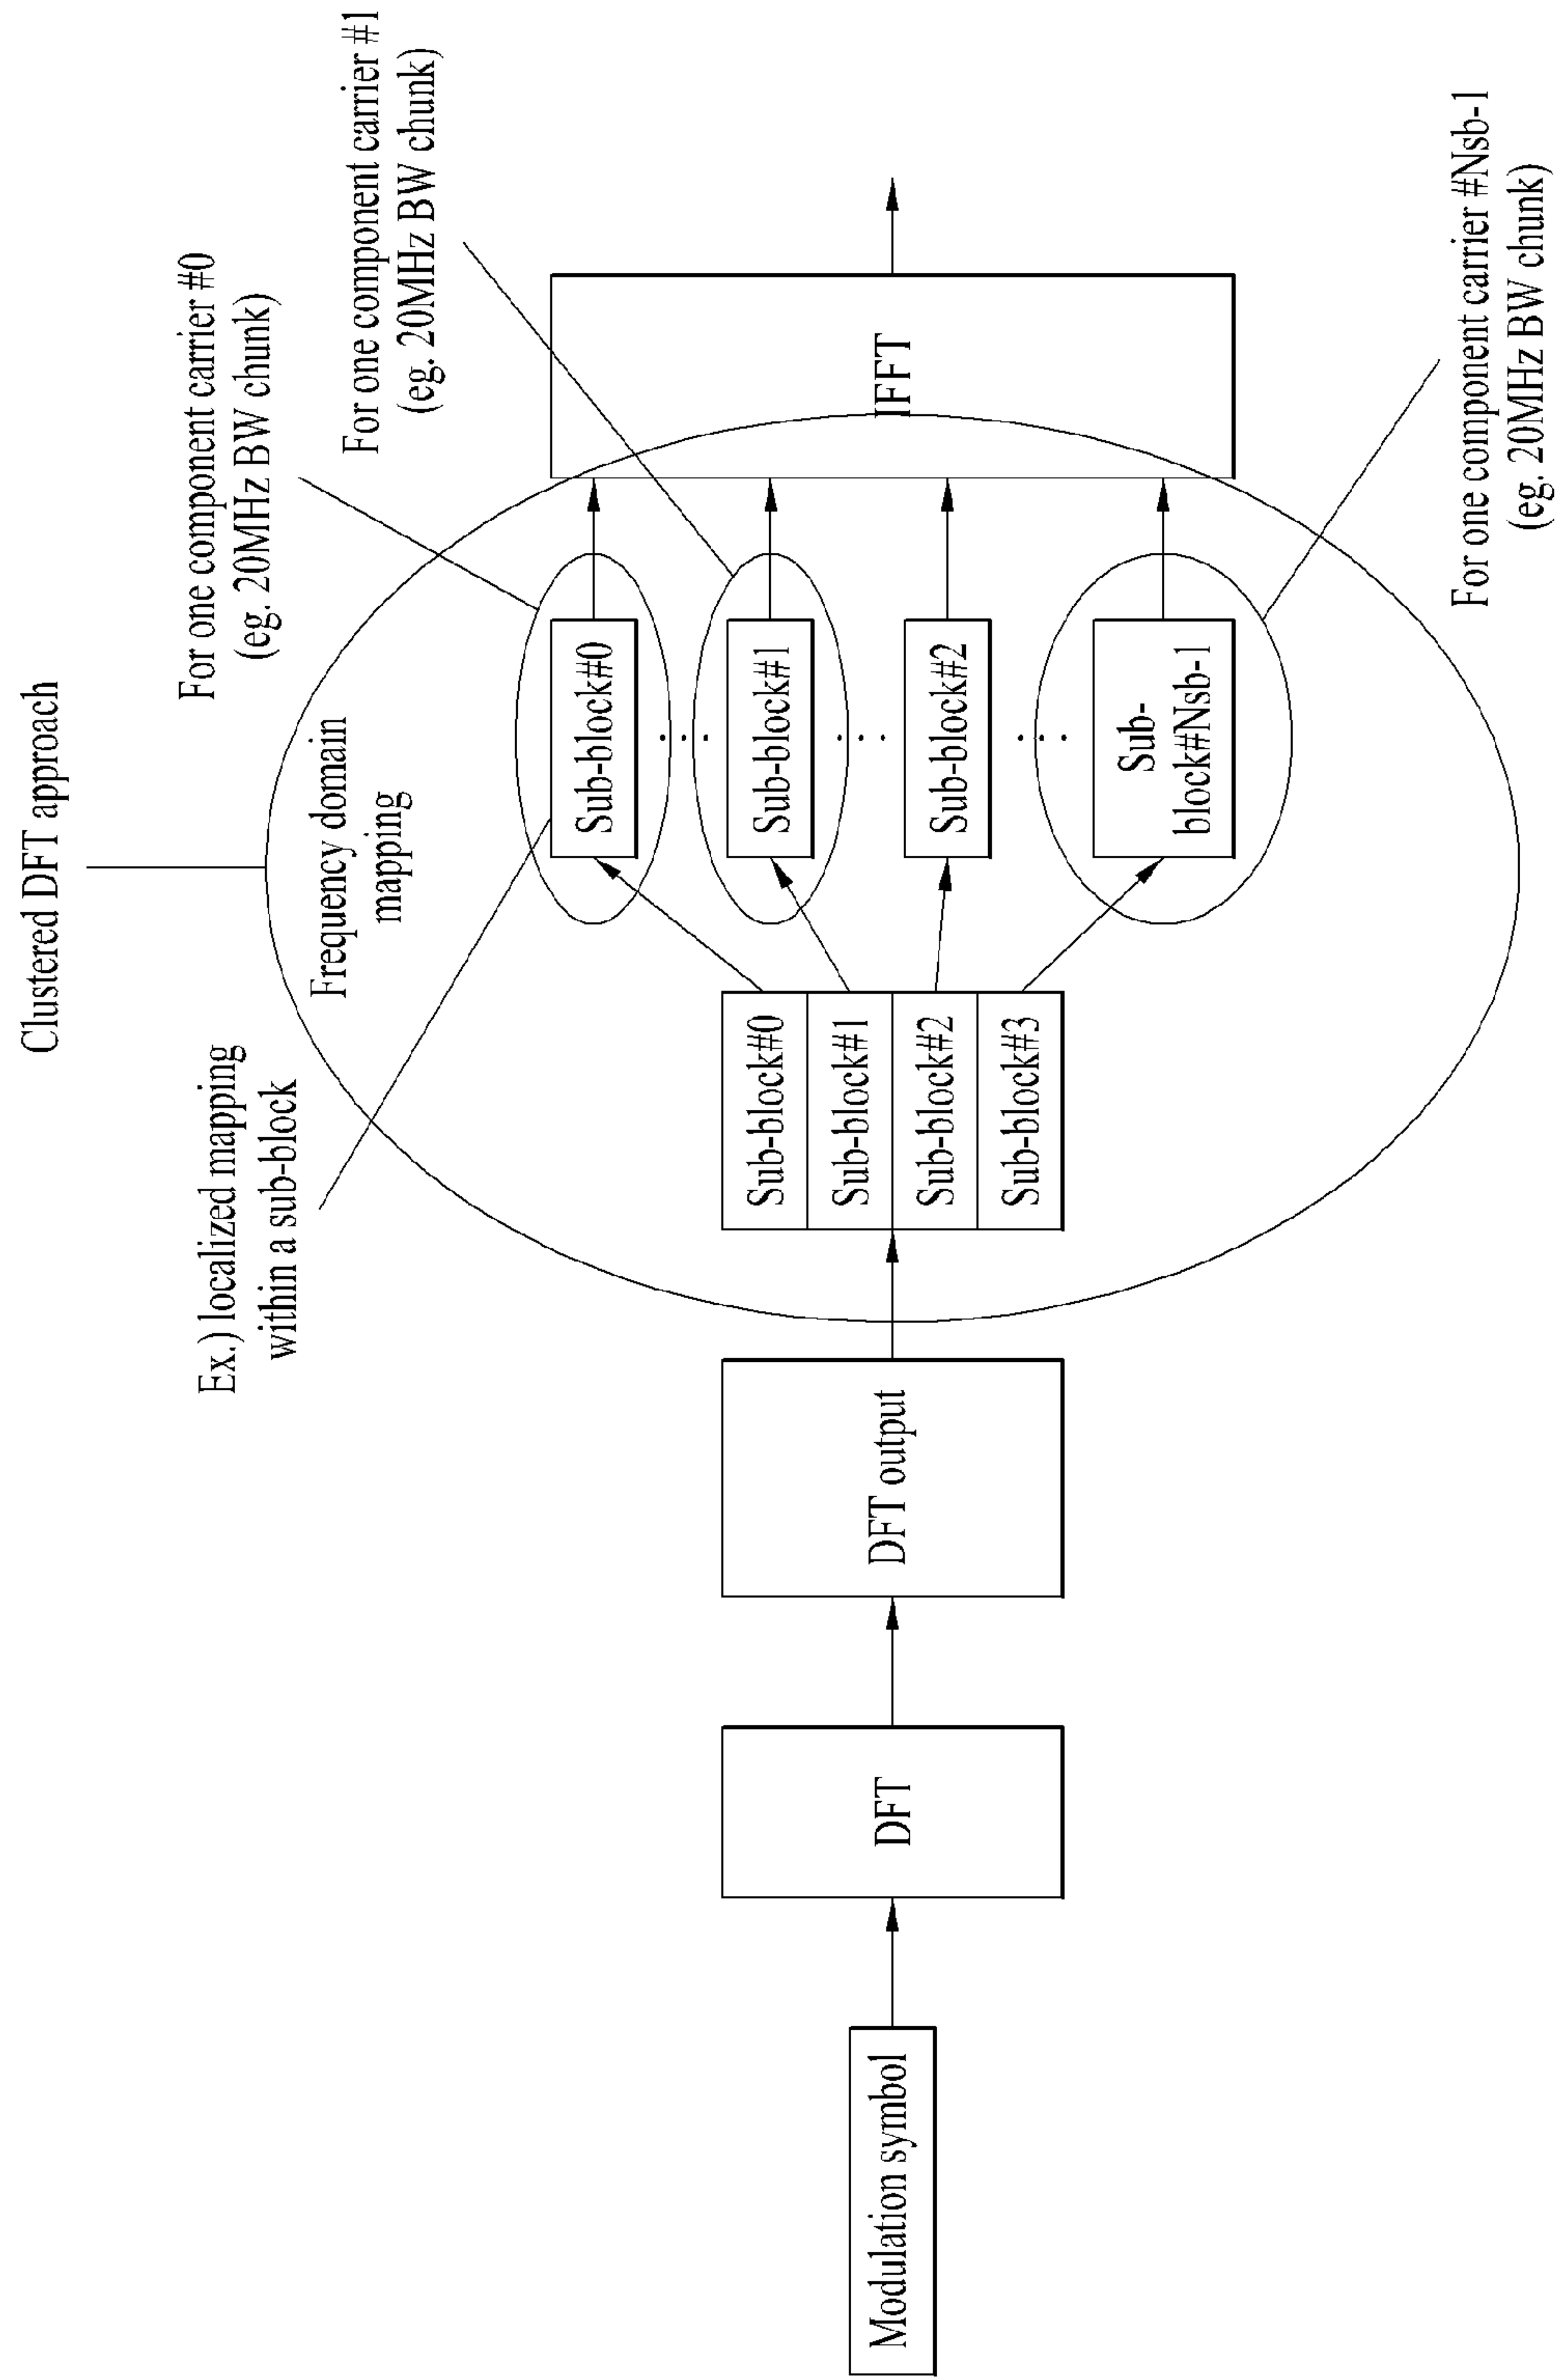 Clustered DFT approach
Ex.) localized mapping
within a sub-block
Frequency domain
mapping
For one component carrier #0
(eg. 20MHz BW chunk)
For one component carrier #1
(eg. 20MHz BW chunk)
Modulation symbol
DFT
DFT output
Sub-block#0
Sub-block#1
Sub-block#2
Sub-block#3
Sub-block#0
Sub-block#1
Sub-block#2
Sub-
block#Nsb-1
IFFT
For one component carrier #Nsb-1
(eg. 20MHz BW chunk)